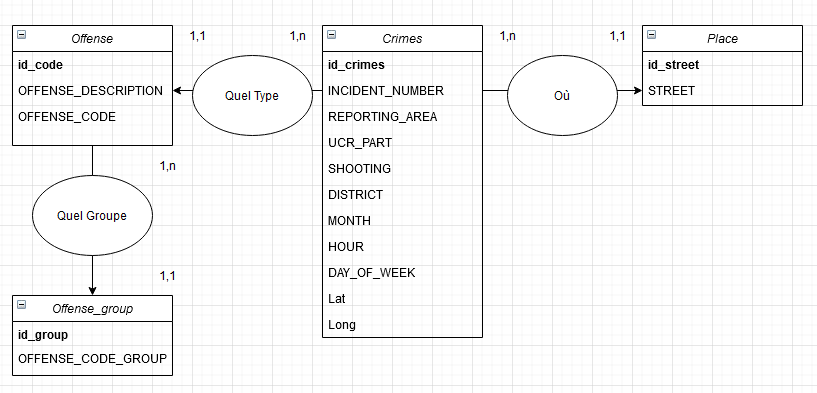 Offense
id_code
OFFENSE_DESCRIPTION
OFFENSE_CODE
1,1
Quel Type
1,n
Crimes
id_crimes
INCIDENT_NUMBER
REPORTING_AREA
UCR_PART
SHOOTING
DISTRICT
MONTH
HOUR
DAY_OF_WEEK
Lat
Long
1,n
Où
1,1
Place
id_street
STREET
1,n
Quel Groupe
1,1
Offense_group
id_group
OFFENSE_CODE_GROUP